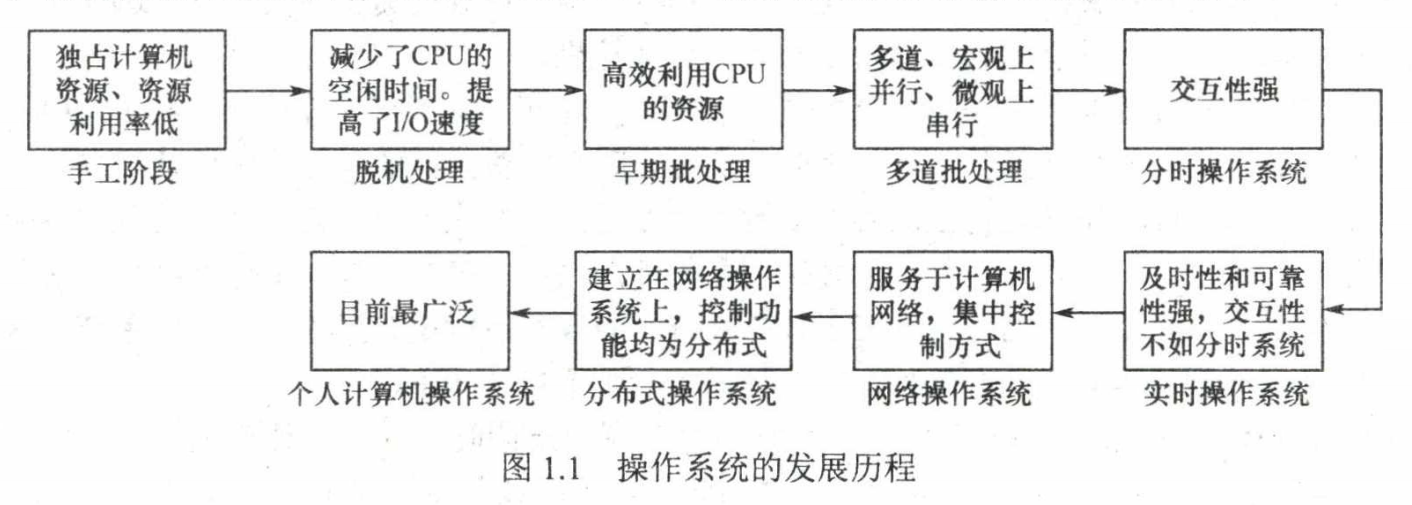 独占计算机
资源、资源
利用率低
手工阶段
减少了CPU的
空闲时间。提
高了I/O速度
脱机处理
高效利用CPU
的资源
早期批处理
多道、宏观上
并行、微观上
串行
多道批处理
交互性强
分时操作系统
及时性和可靠
性强，交互性
不如分时系统
实时操作系统
服务于计算机
网络，集中控
制方式
网络操作系统
建立在网络操作
系统上，控制功
能均为分布式
分布式操作系统
目前最广泛
个人计算机操作系统
图 1.1 操作系统的发展历程